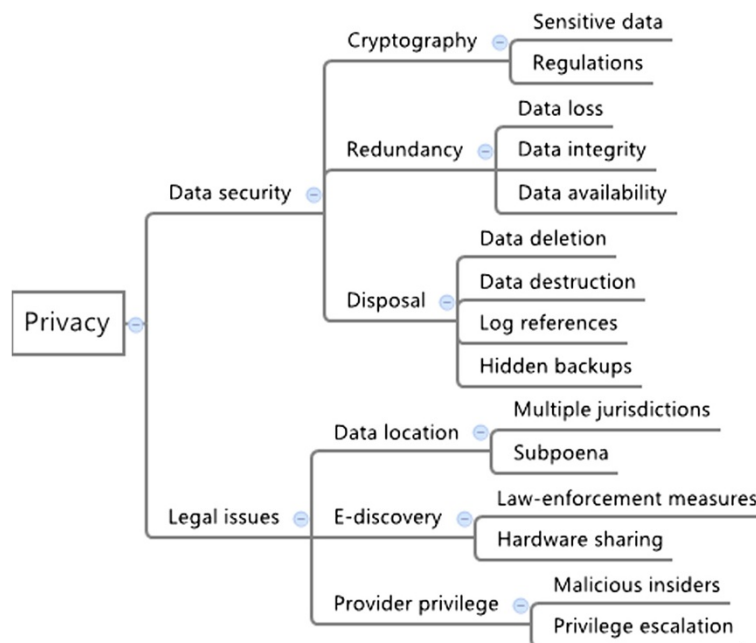 Privacy
Data security
Cryptography
Sensitive data
Regulations
Redundancy
Data loss
Data integrity
Data availability
Disposal
Data deletion
Data destruction
Log references
Hidden backups
Legal issues
Data location
Multiple jurisdictions
Subpoena
E-discovery
Law-enforcement measures
Hardware sharing
Provider privilege
Malicious insiders
Privilege escalation